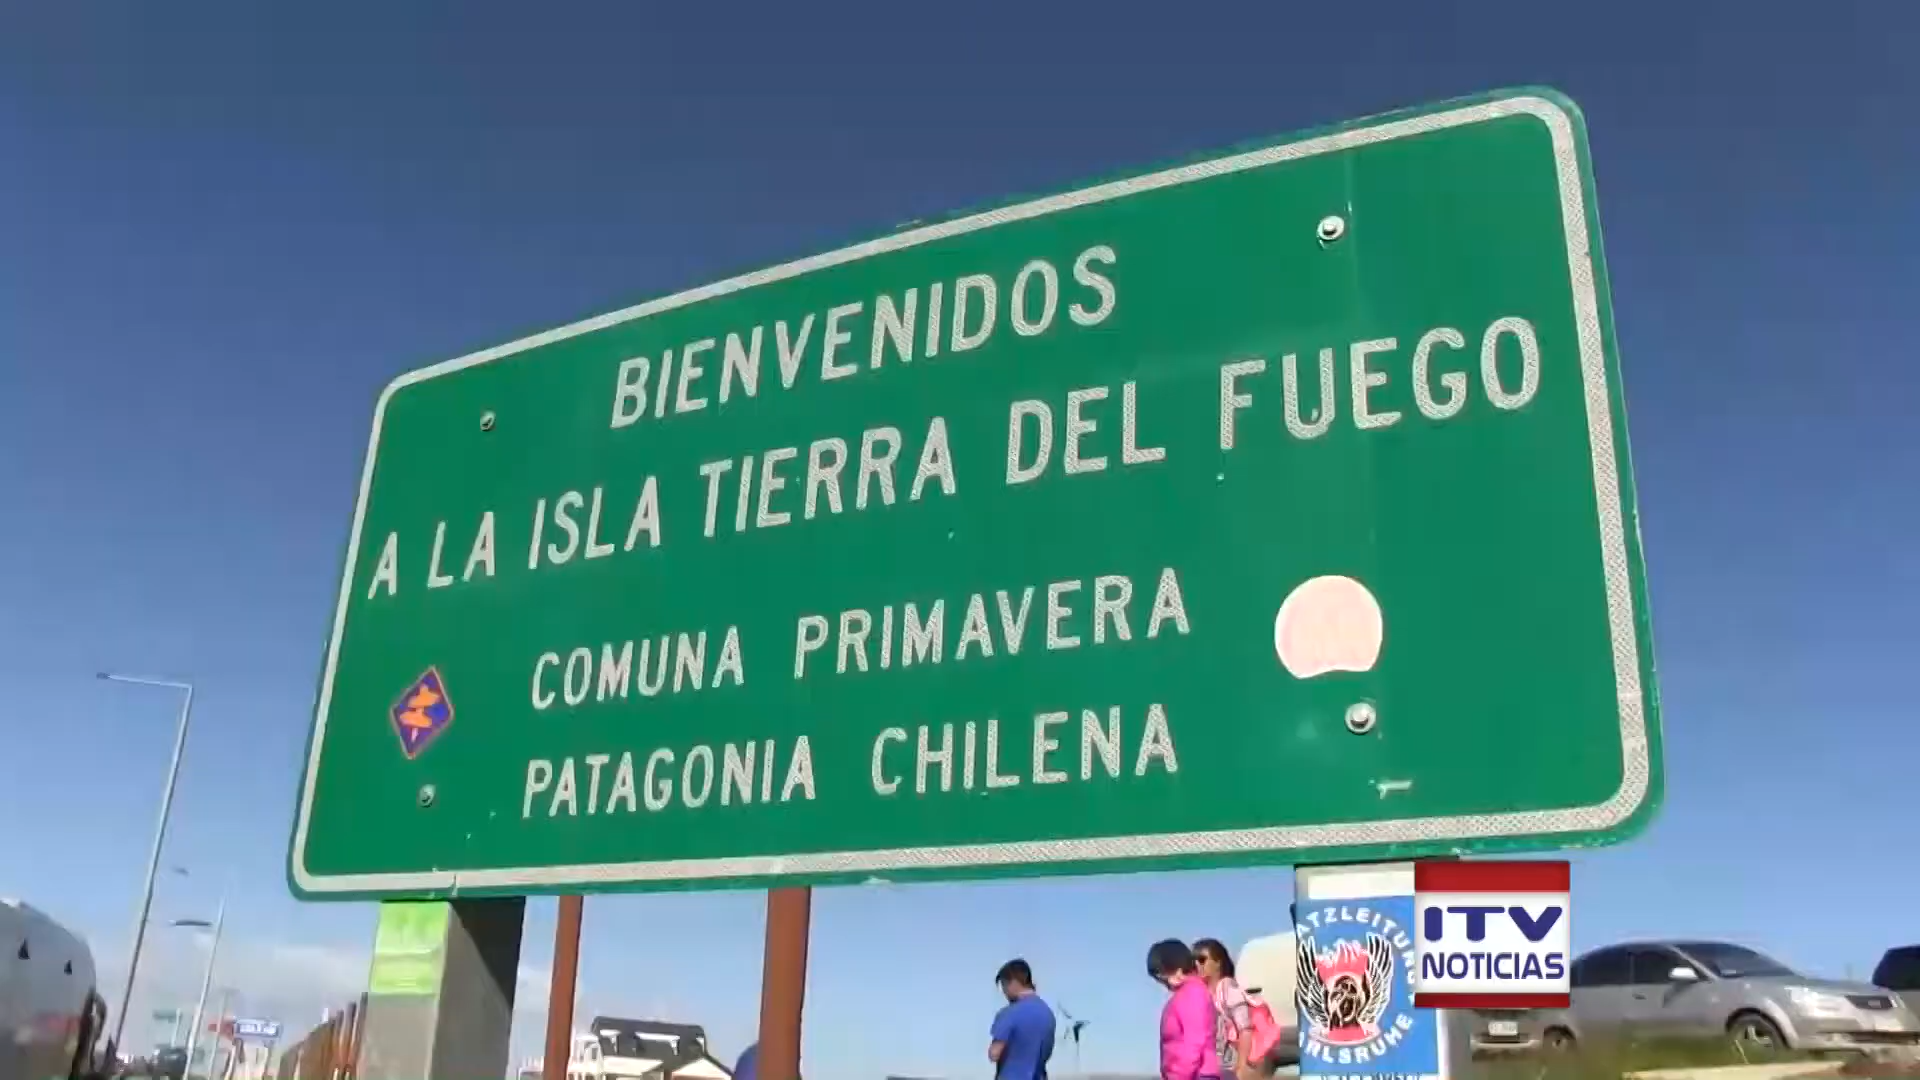 BIENVENIDOS
A LA ISLA TIERRA DEL FUEGO
COMUNA PRIMAVERA
PATAGONIA CHILENA
ITV
NOTICIAS